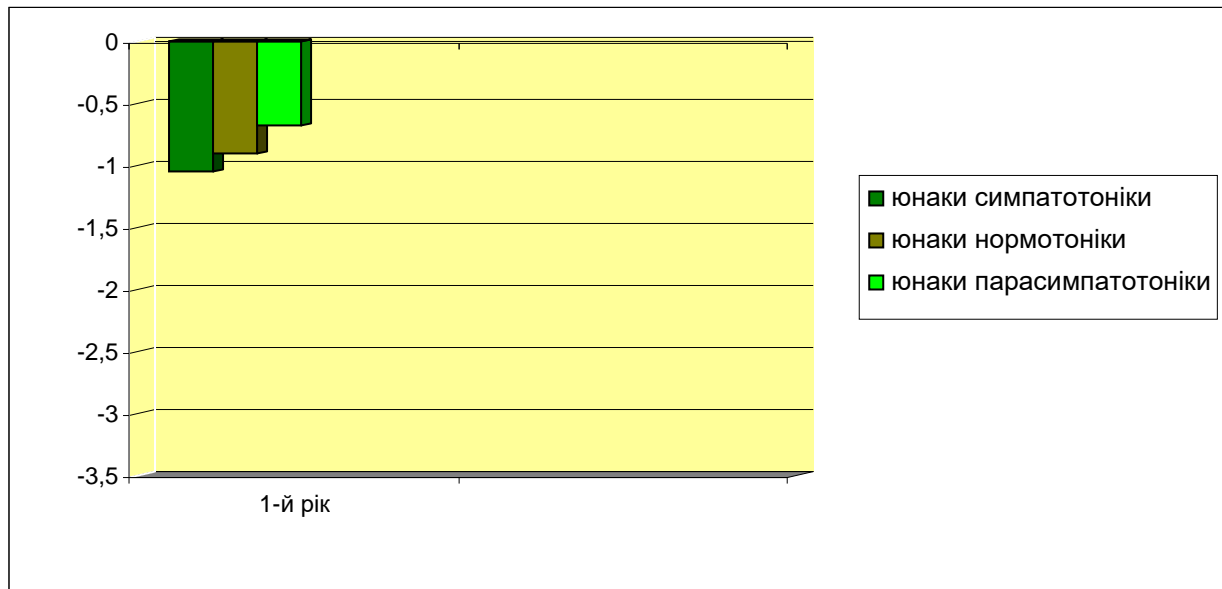 0
-0,5
-1
-1,5
-2
-2,5
-3
-3,5
1-й рік
юнаки симпатотоніки
юнаки нормотоніки
юнаки парасимпатотоніки